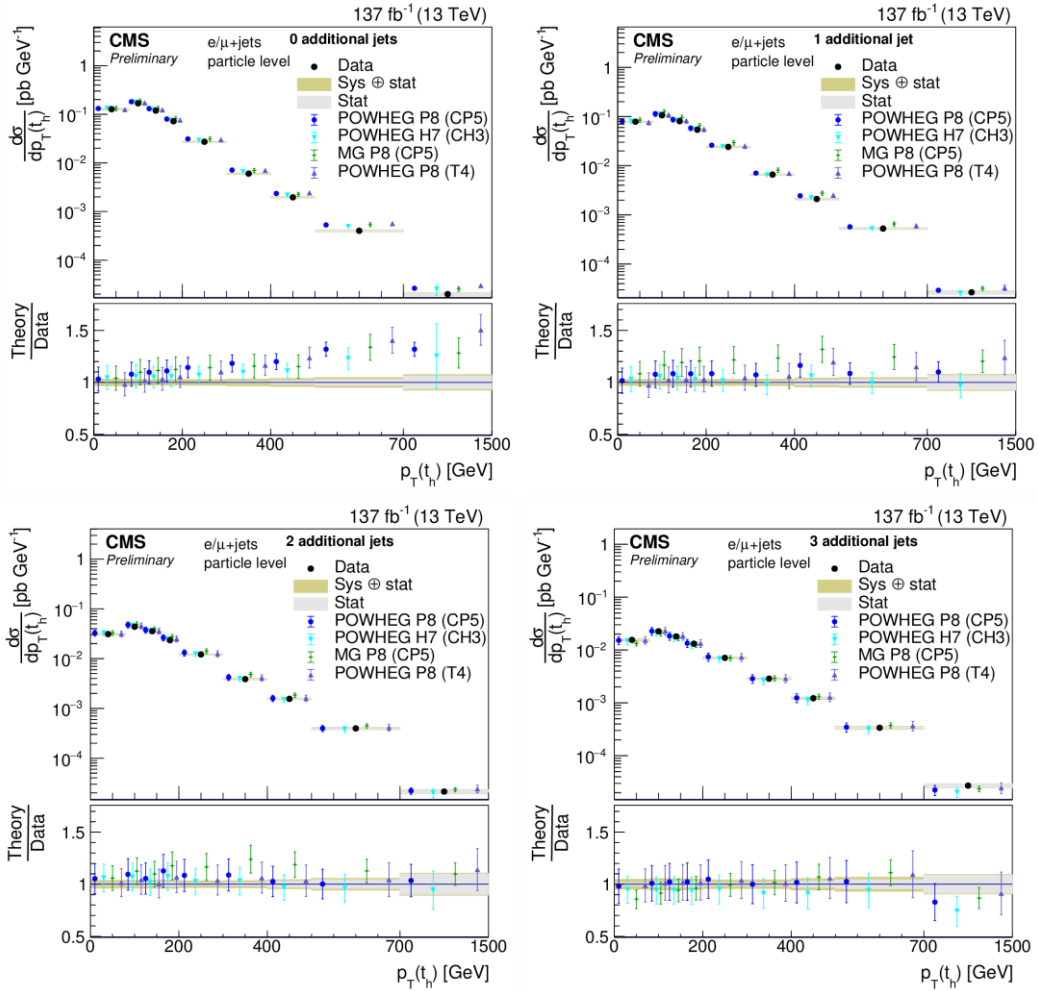 137 fb⁻¹ (13 TeV)
CMS
Preliminary
e/μ+jets
particle level
0 additional jets
Data
Sys ⊕ stat
Stat
POWHEG P8 (CP5)
POWHEG H7 (CH3)
MG P8 (CP5)
POWHEG P8 (T4)
dσ/dp_T(t_h) [pb GeV⁻¹]
1
10⁻¹
10⁻²
10⁻³
10⁻⁴
Theory/Data
1.5
1
0.5
0 200 400 700 1500
p_T(t_h) [GeV]
137 fb⁻¹ (13 TeV)
CMS
Preliminary
e/μ+jets
particle level
1 additional jet
Data
Sys ⊕ stat
Stat
POWHEG P8 (CP5)
POWHEG H7 (CH3)
MG P8 (CP5)
POWHEG P8 (T4)
dσ/dp_T(t_h) [pb GeV⁻¹]
1
10⁻¹
10⁻²
10⁻³
10⁻⁴
Theory/Data
1.5
1
0.5
0 200 400 700 1500
p_T(t_h) [GeV]
137 fb⁻¹ (13 TeV)
CMS
Preliminary
e/μ+jets
particle level
2 additional jets
Data
Sys ⊕ stat
Stat
POWHEG P8 (CP5)
POWHEG H7 (CH3)
MG P8 (CP5)
POWHEG P8 (T4)
dσ/dp_T(t_h) [pb GeV⁻¹]
1
10⁻¹
10⁻²
10⁻³
10⁻⁴
Theory/Data
1.5
1
0.5
0 200 400 700 1500
p_T(t_h) [GeV]
137 fb⁻¹ (13 TeV)
CMS
Preliminary
e/μ+jets
particle level
3 additional jets
Data
Sys ⊕ stat
Stat
POWHEG P8 (CP5)
POWHEG H7 (CH3)
MG P8 (CP5)
POWHEG P8 (T4)
dσ/dp_T(t_h) [pb GeV⁻¹]
1
10⁻¹
10⁻²
10⁻³
10⁻⁴
Theory/Data
1.5
1
0.5
0 200 400 700 1500
p_T(t_h) [GeV]